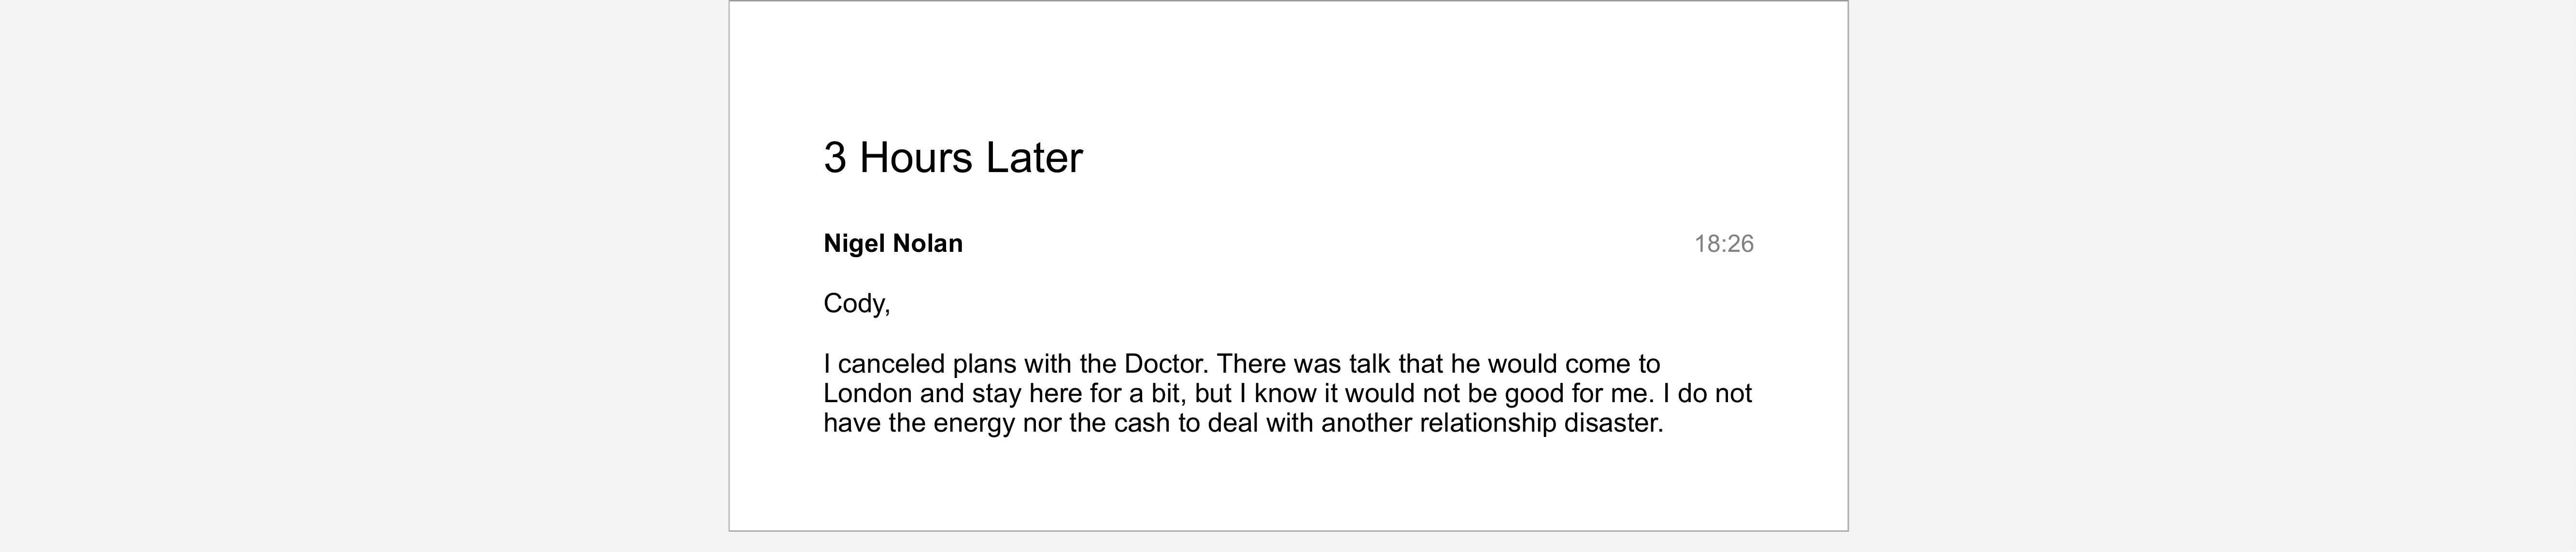 3 Hours Later
Nigel Nolan 18:26
Cody,
I canceled plans with the Doctor. There was talk that he would come to
London and stay here for a bit, but I know it would not be good for me. I do not
have the energy nor the cash to deal with another relationship disaster.